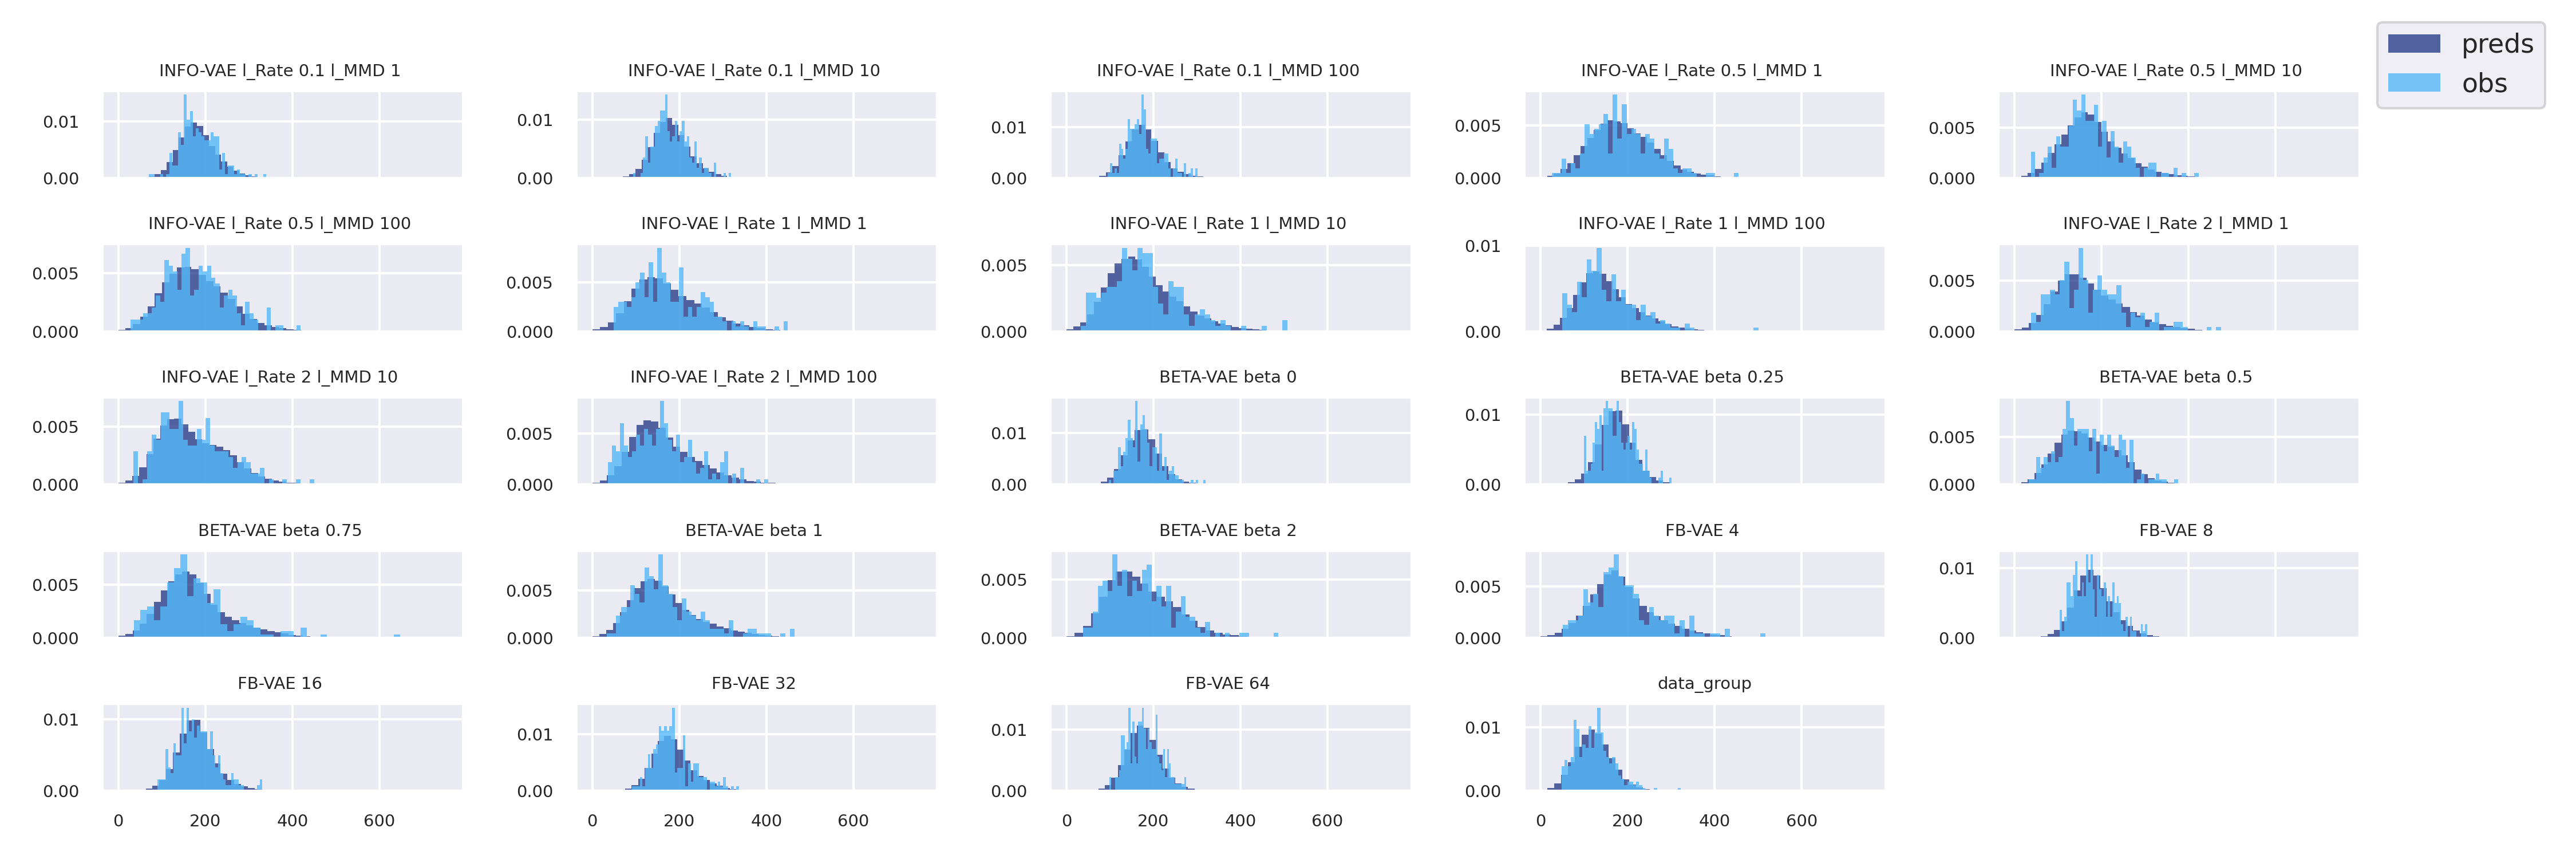 preds
obs
INFO-VAE l_Rate 0.1 l_MMD 1
INFO-VAE l_Rate 0.1 l_MMD 10
INFO-VAE l_Rate 0.1 l_MMD 100
INFO-VAE l_Rate 0.5 l_MMD 1
INFO-VAE l_Rate 0.5 l_MMD 10
0.01
0.00
0.01
0.00
0.01
0.00
0.005
0.000
0.005
0.000
INFO-VAE l_Rate 0.5 l_MMD 100
INFO-VAE l_Rate 1 l_MMD 1
INFO-VAE l_Rate 1 l_MMD 10
INFO-VAE l_Rate 1 l_MMD 100
INFO-VAE l_Rate 2 l_MMD 1
0.005
0.000
0.005
0.000
0.005
0.000
0.01
0.00
0.005
0.000
INFO-VAE l_Rate 2 l_MMD 10
INFO-VAE l_Rate 2 l_MMD 100
BETA-VAE beta 0
BETA-VAE beta 0.25
BETA-VAE beta 0.5
0.005
0.000
0.005
0.000
0.01
0.00
0.01
0.00
0.005
0.000
BETA-VAE beta 0.75
BETA-VAE beta 1
BETA-VAE beta 2
FB-VAE 4
FB-VAE 8
0.005
0.000
0.005
0.000
0.005
0.000
0.005
0.000
0.01
0.00
FB-VAE 16
FB-VAE 32
FB-VAE 64
data_group
0.01
0.00
0.01
0.00
0.01
0.00
0.01
0.00
0 200 400 600
0 200 400 600
0 200 400 600
0 200 400 600